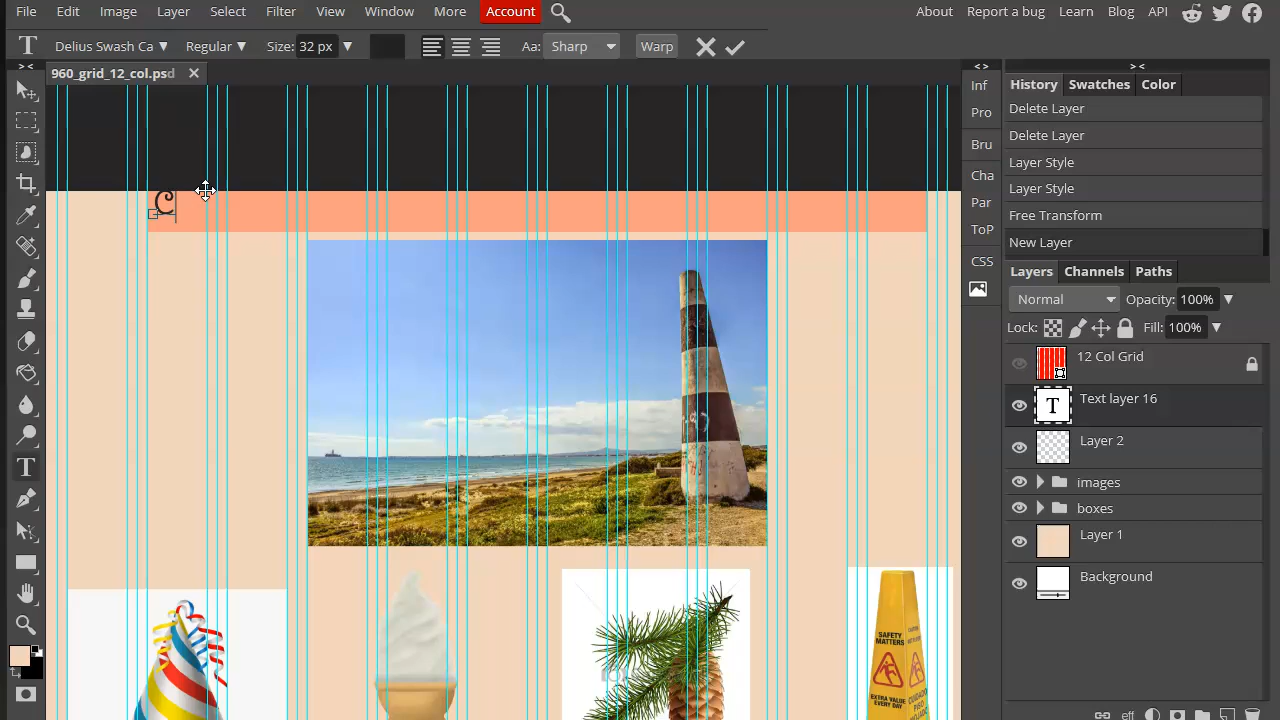 File Edit Image Layer Select Filter View Window More Account About Report a bug Learn Blog API
Delius Swash Ca Regular Size: 32 px Aa: Sharp Warp
960_grid_12_col.psd
C
Inf
Pro
Bru
Cha
Par
ToP
CSS
History Swatches Color
Delete Layer
Delete Layer
Layer Style
Layer Style
Free Transform
New Layer
Layers Channels Paths
Normal Opacity: 100%
Lock: Fill: 100%
12 Col Grid
Text layer 16
Layer 2
images
boxes
Layer 1
Background
eff
SAFETY
MATTERS
EXTRA VALUE
EVERY DAY